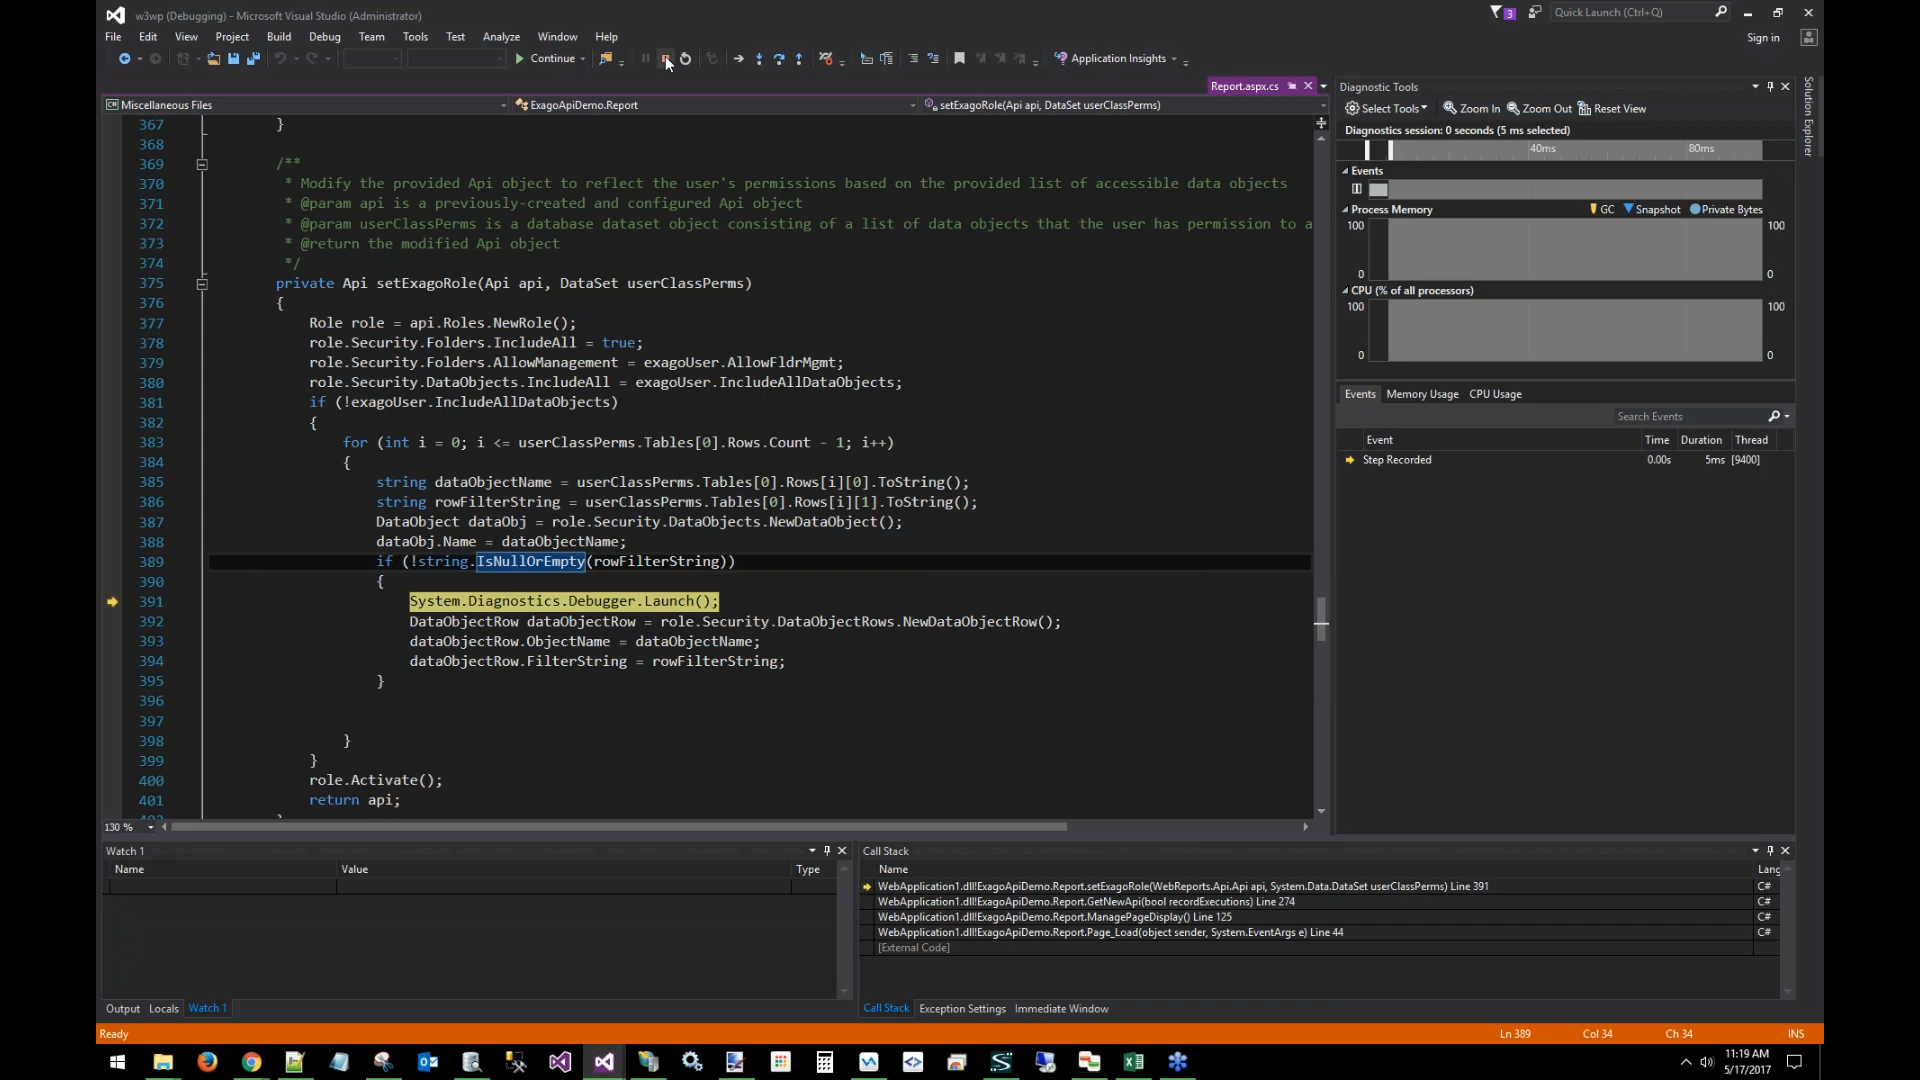 w3wp (Debugging) - Microsoft Visual Studio (Administrator)
3
Quick Launch (Ctrl+Q)
File Edit View Project Build Debug Team Tools Test Analyze Window Help
Sign in
Continue
Application Insights
Report.aspx.cs
Miscellaneous Files
ExagoApiDemo.Report
setExagoRole(Api api, DataSet userClassPerms)
367 }
368
369 /**
370 * Modify the provided Api object to reflect the user's permissions based on the provided list of accessible data objects
371 * @param api is a previously-created and configured Api object
372 * @param userClassPerms is a database dataset object consisting of a list of data objects that the user has permission to a
373 * @return the modified Api object
374 */
375 private Api setExagoRole(Api api, DataSet userClassPerms)
376 {
377 Role role = api.Roles.NewRole();
378 role.Security.Folders.IncludeAll = true;
379 role.Security.Folders.AllowManagement = exagoUser.AllowFldrMgmt;
380 role.Security.DataObjects.IncludeAll = exagoUser.IncludeAllDataObjects;
381 if (!exagoUser.IncludeAllDataObjects)
382 {
383 for (int i = 0; i <= userClassPerms.Tables[0].Rows.Count - 1; i++)
384 {
385 string dataObjectName = userClassPerms.Tables[0].Rows[i][0].ToString();
386 string rowFilterString = userClassPerms.Tables[0].Rows[i][1].ToString();
387 DataObject dataObj = role.Security.DataObjects.NewDataObject();
388 dataObj.Name = dataObjectName;
389 if (!string.IsNullOrEmpty(rowFilterString))
390 {
391 System.Diagnostics.Debugger.Launch();
392 DataObjectRow dataObjectRow = role.Security.DataObjectRows.NewDataObjectRow();
393 dataObjectRow.ObjectName = dataObjectName;
394 dataObjectRow.FilterString = rowFilterString;
395 }
396
397
398 }
399 }
400 role.Activate();
401 return api;
130 %
Diagnostic Tools
Select Tools Zoom In Zoom Out Reset View
Diagnostics session: 0 seconds (5 ms selected)
40ms 80ms
Events
Process Memory GC Snapshot Private Bytes
100 100
0 0
CPU (% of all processors)
100 100
0 0
Events Memory Usage CPU Usage
Search Events
Event Time Duration Thread
Step Recorded 0.00s 5ms [9400]
Solution Explorer
Watch 1
Name Value Type
Output Locals Watch 1
Call Stack
Name Lang
WebApplication1.dll!ExagoApiDemo.Report.setExagoRole(WebReports.Api.Api api, System.Data.DataSet userClassPerms) Line 391 C#
WebApplication1.dll!ExagoApiDemo.Report.GetNewApi(bool recordExecutions) Line 274 C#
WebApplication1.dll!ExagoApiDemo.Report.ManagePageDisplay() Line 125 C#
WebApplication1.dll!ExagoApiDemo.Report.Page_Load(object sender, System.EventArgs e) Line 44 C#
[External Code]
Call Stack Exception Settings Immediate Window
Ready Ln 389 Col 34 Ch 34 INS
11:19 AM
5/17/2017